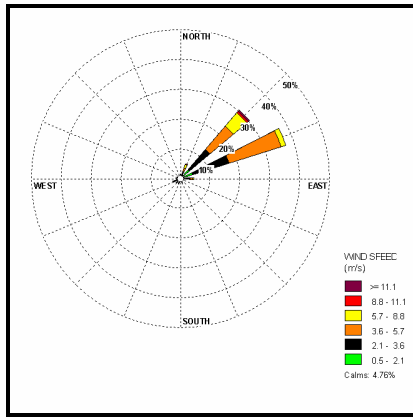 NORTH
50%
40%
30%
20%
10%
WEST
EAST
SOUTH
WIND SPEED
(m/s)
>= 11.1
8.8 - 11.1
5.7 - 8.8
3.6 - 5.7
2.1 - 3.6
0.5 - 2.1
Calms: 4.76%